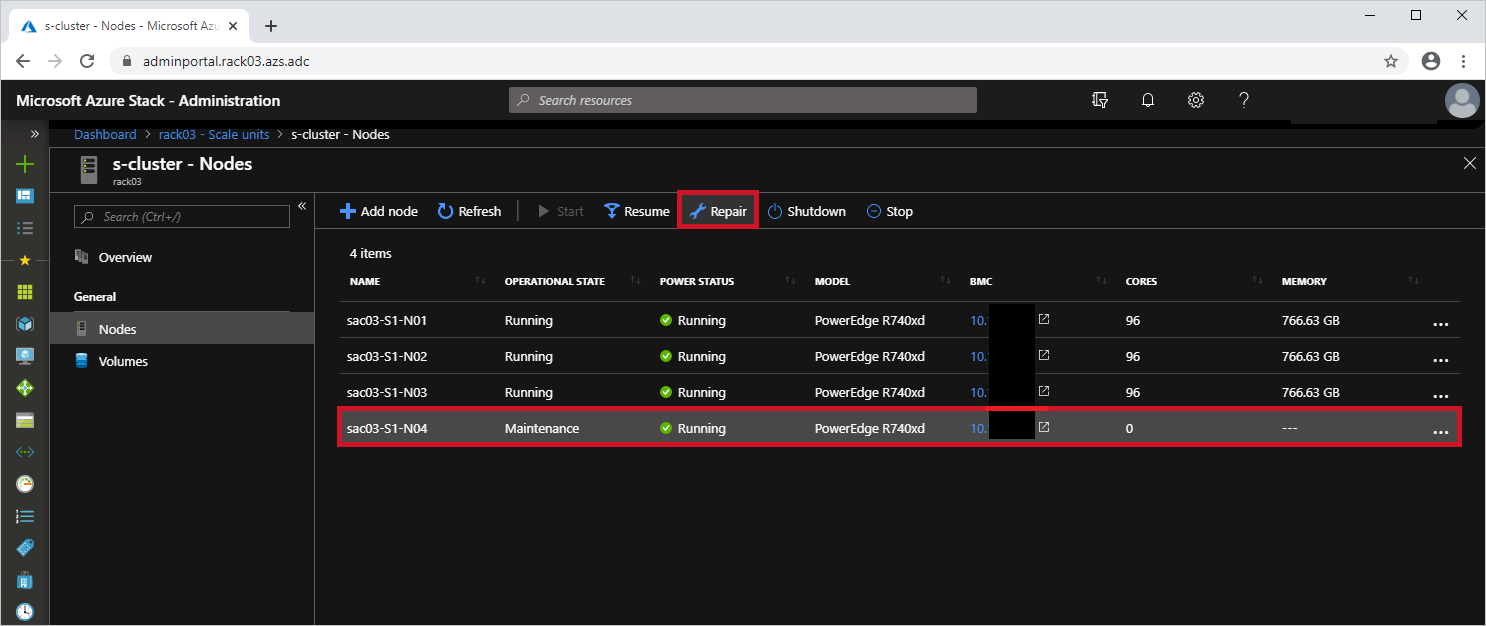 s-cluster - Nodes - Microsoft Azu
adminportal.rack03.azs.adc
Microsoft Azure Stack - Administration
Search resources
Dashboard > rack03 - Scale units > s-cluster - Nodes
s-cluster - Nodes
rack03
Search (Ctrl+/)
Overview
General
Nodes
Volumes
Add node Refresh Start Resume Repair Shutdown Stop
4 items
NAME OPERATIONAL STATE POWER STATUS MODEL BMC CORES MEMORY
sac03-S1-N01 Running Running PowerEdge R740xd 10. 96 766.63 GB ...
sac03-S1-N02 Running Running PowerEdge R740xd 10. 96 766.63 GB ...
sac03-S1-N03 Running Running PowerEdge R740xd 10. 96 766.63 GB ...
sac03-S1-N04 Maintenance Running PowerEdge R740xd 10. 0 --- ...